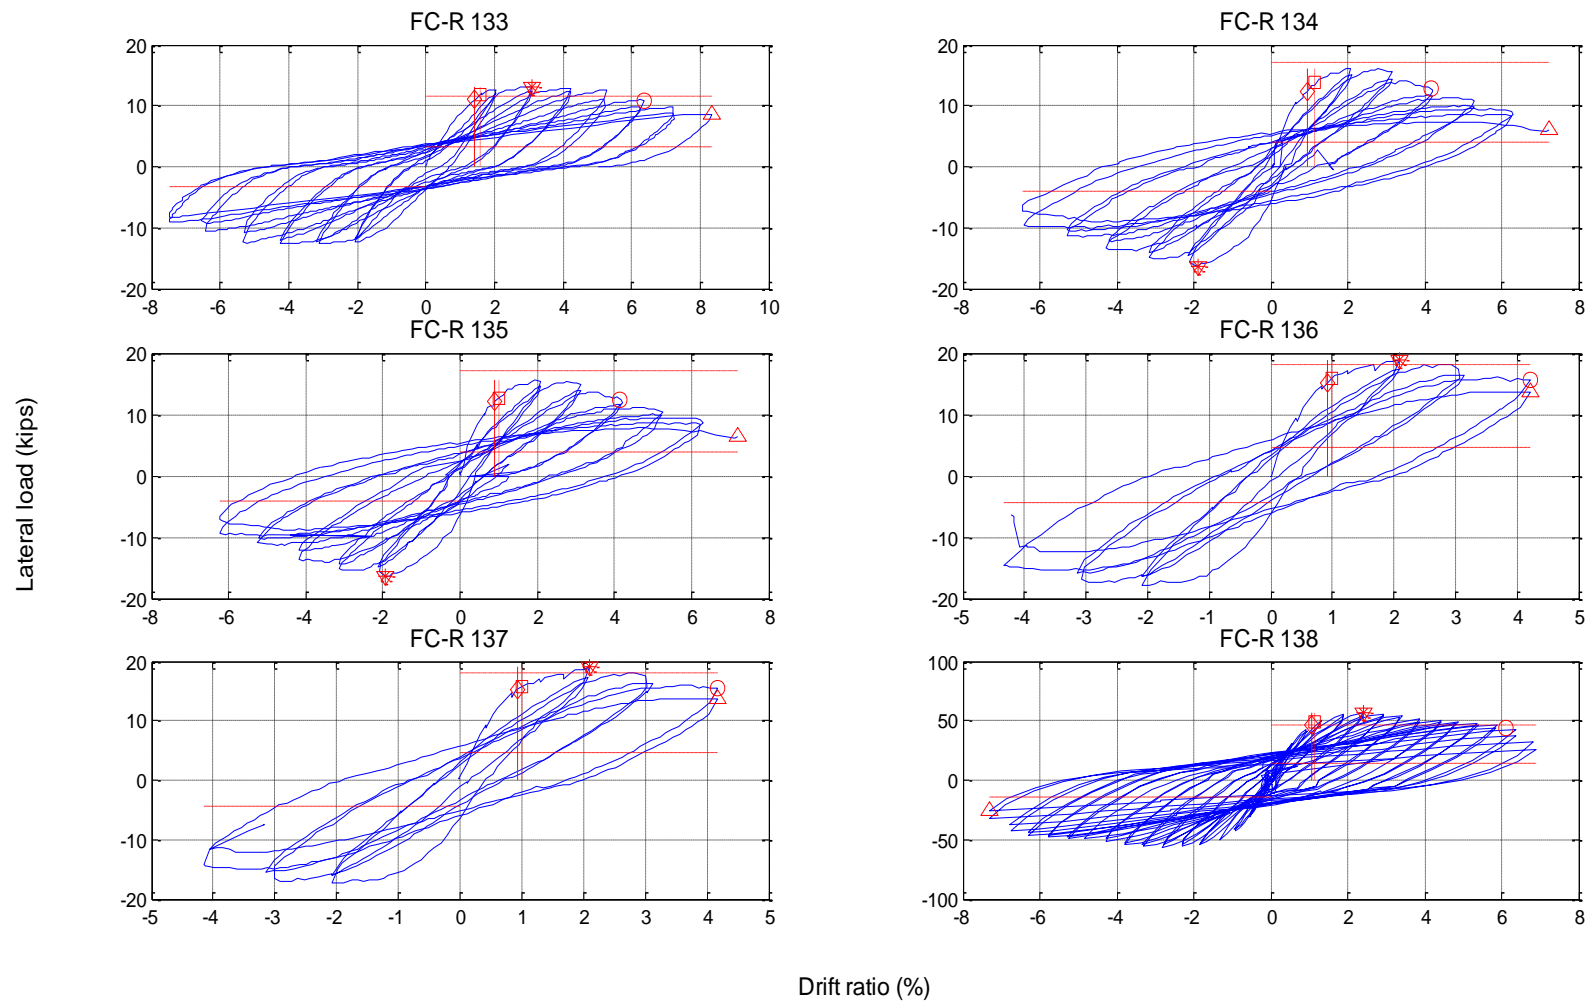 FC-R 133
20
10
0
-10
-20
-8 -6 -4 -2 0 2 4 6 8 10
FC-R 134
20
10
0
-10
-20
-8 -6 -4 -2 0 2 4 6 8
FC-R 135
20
10
0
-10
-20
-8 -6 -4 -2 0 2 4 6 8
FC-R 136
20
10
0
-10
-20
-5 -4 -3 -2 -1 0 1 2 3 4 5
FC-R 137
20
10
0
-10
-20
-5 -4 -3 -2 -1 0 1 2 3 4 5
FC-R 138
100
50
0
-50
-100
-8 -6 -4 -2 0 2 4 6 8
Lateral load (kips)
Drift ratio (%)